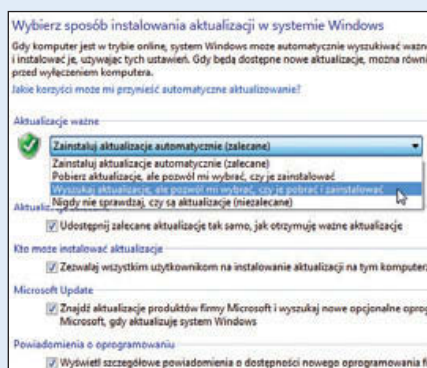 Wybierz sposób instalowania aktualizacji w systemie Windows
Gdy komputer jest w trybie online, system Windows może automatycznie wyszukiwać ważne
i instalować je, używając tych ustawień. Gdy będą dostępne nowe aktualizacje, można równi
przed wyłączeniem komputera.
Jakie korzyści może mi przynieść automatyczne aktualizowanie?
Aktualizacje ważne
Zainstaluj aktualizacje automatycznie (zalecane)
Zainstaluj aktualizacje automatycznie (zalecane)
Pobierz aktualizacje, ale pozwól mi wybrać, czy je zainstalować
Wyszukaj aktualizacje, ale pozwól mi wybrać, czy je pobrać i zainstalować
Nigdy nie sprawdzaj, czy są aktualizacje (niezalecane)
Udostępnij zalecane aktualizacje tak samo, jak otrzymuję ważne aktualizacje
Kto może instalować aktualizacje
Zezwalaj wszystkim użytkownikom na instalowanie aktualizacji na tym komputerz
Microsoft Update
Znajdź aktualizacje produktów firmy Microsoft i wyszukaj nowe opcjonalne oprog
Microsoft, gdy aktualizuję system Windows
Powiadomienia o oprogramowaniu
Wyświetl szczegółowe powiadomienia o dostępności nowego oprogramowania fi